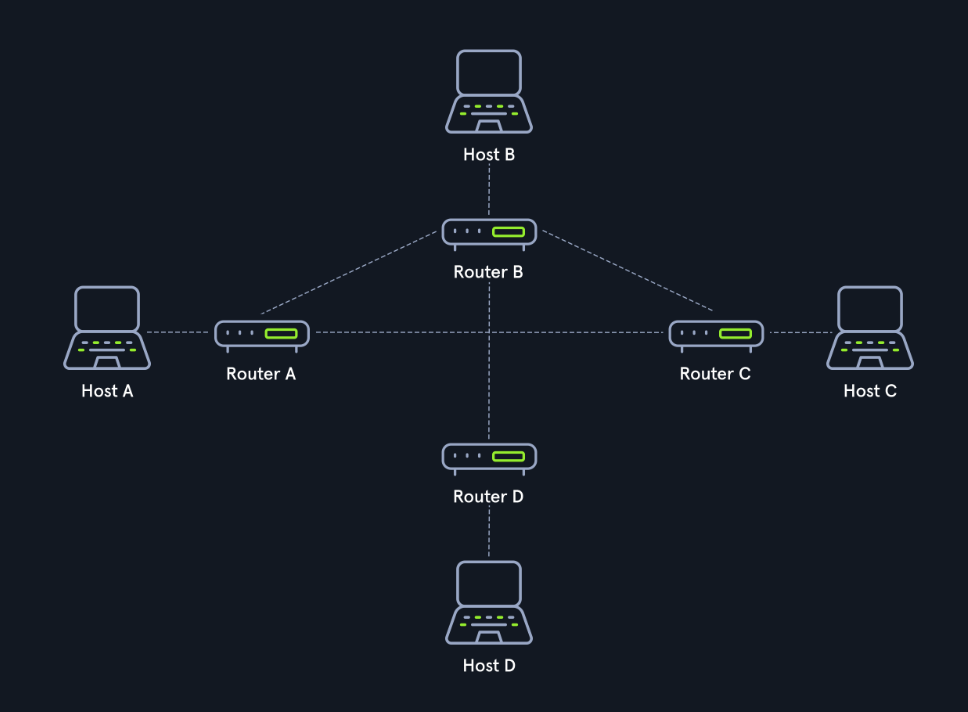 Host B
Router B
Router A
Router C
Host A
Host C
Router D
Host D